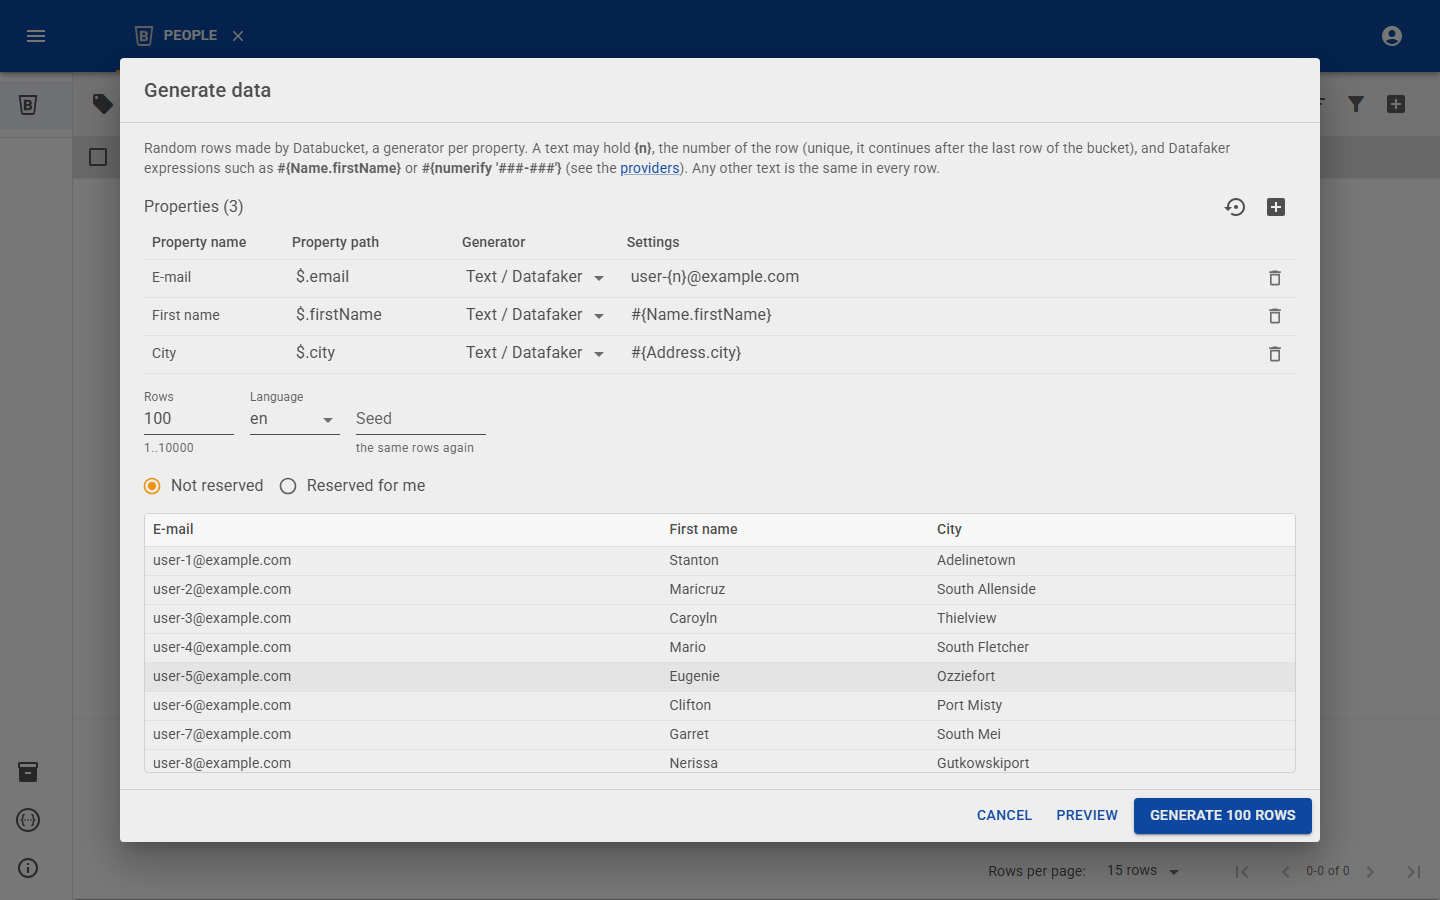 PEOPLE
Generate data
Random rows made by Databucket, a generator per property. A text may hold {n}, the number of the row (unique, it continues after the last row of the bucket), and Datafaker
expressions such as #{Name.firstName} or #{numerify '###-###'} (see the providers). Any other text is the same in every row.
Properties (3)
Property name Property path Generator Settings
E-mail $.email Text / Datafaker user-{n}@example.com
First name $.firstName Text / Datafaker #{Name.firstName}
City $.city Text / Datafaker #{Address.city}
Rows Language
100 en Seed
1..10000 the same rows again
Not reserved Reserved for me
E-mail First name City
user-1@example.com Stanton Adelinetown
user-2@example.com Maricruz South Allenside
user-3@example.com Caroyln Thielview
user-4@example.com Mario South Fletcher
user-5@example.com Eugenie Ozziefort
user-6@example.com Clifton Port Misty
user-7@example.com Garret South Mei
user-8@example.com Nerissa Gutkowskiport
CANCEL PREVIEW GENERATE 100 ROWS
Rows per page: 15 rows 0-0 of 0